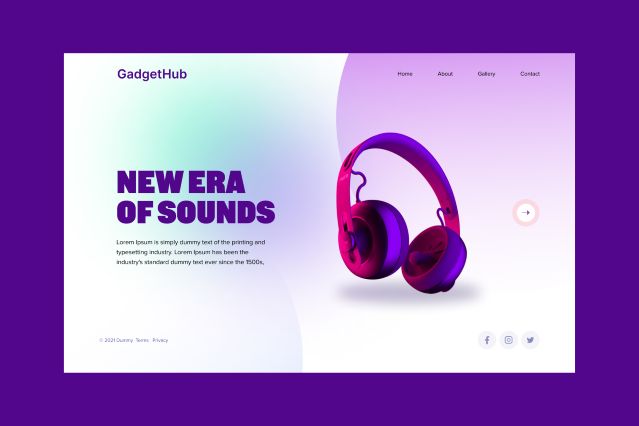 GadgetHub
Home About Gallery Contact
NEW ERA
OF SOUNDS
Lorem Ipsum is simply dummy text of the printing and
typesetting industry. Lorem Ipsum has been the
industry's standard dummy text ever since the 1500s,
© 2021 Dummy Terms Privacy